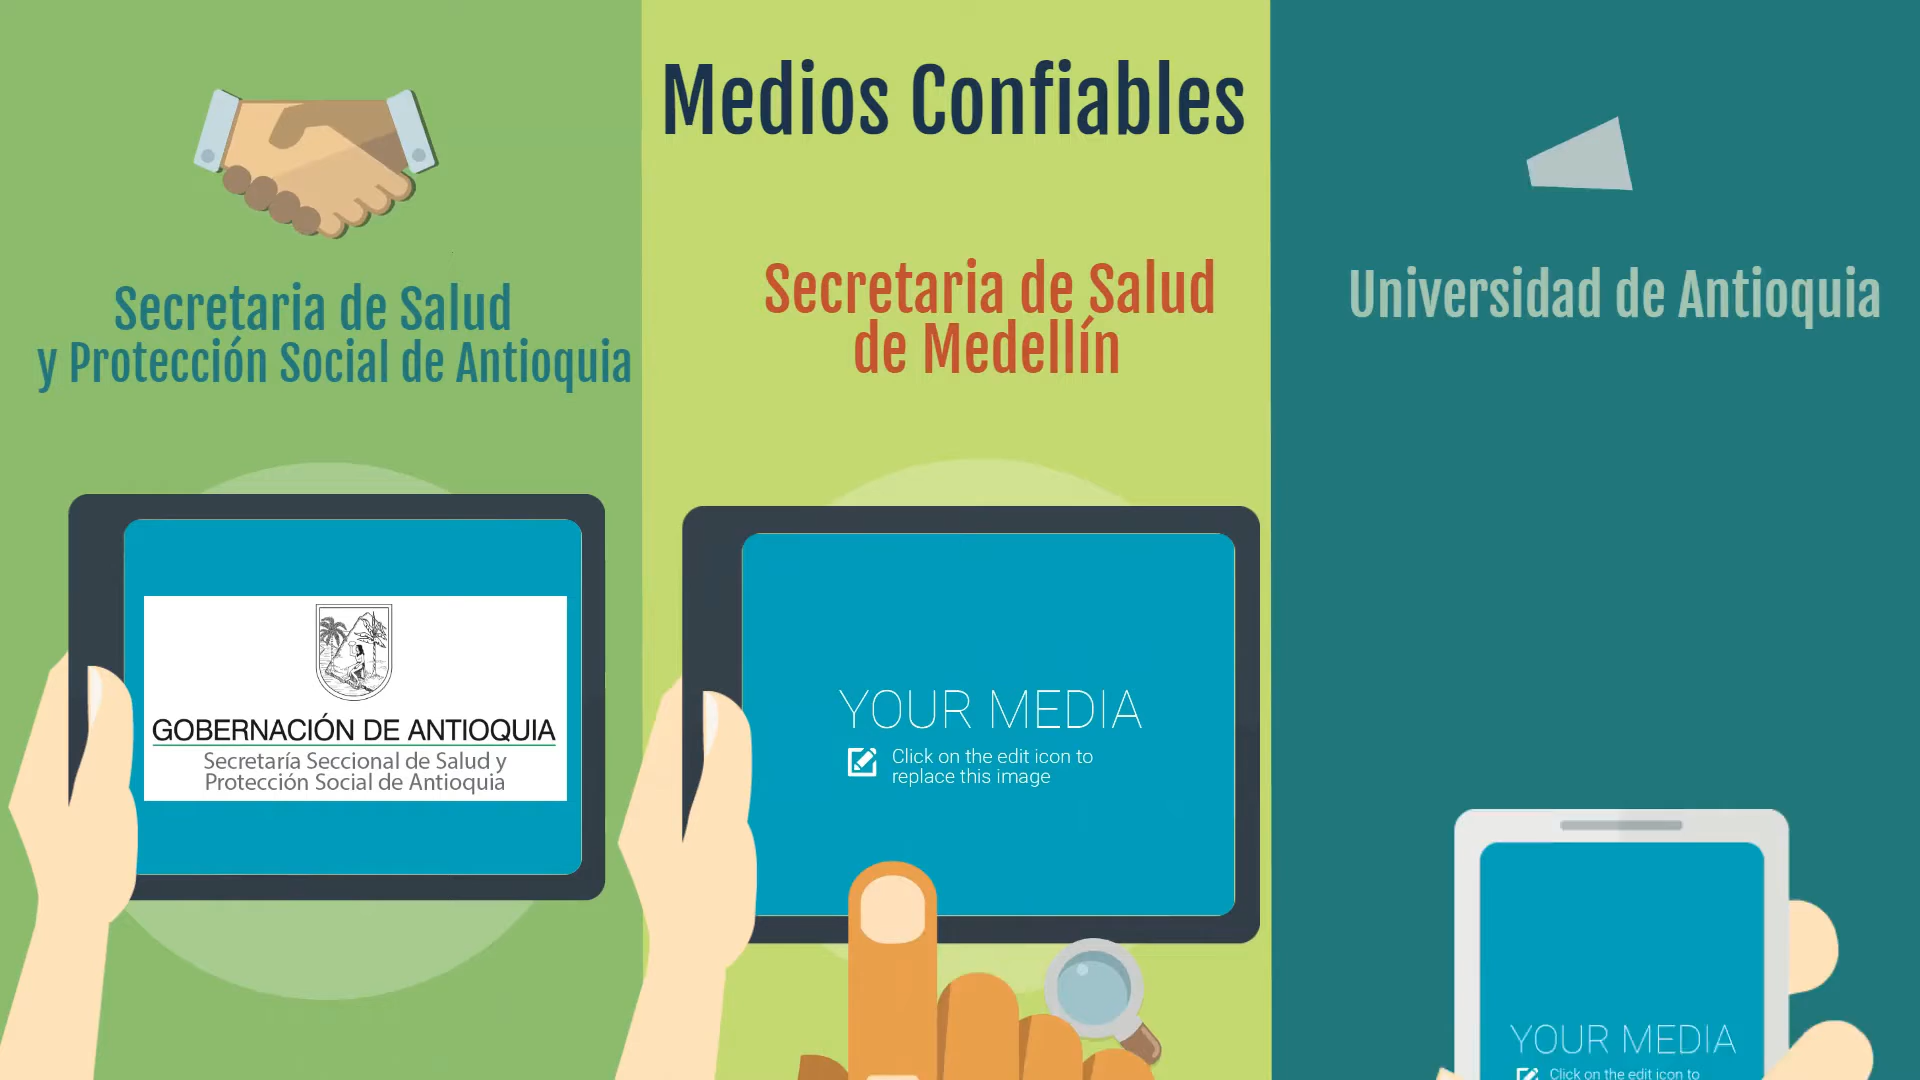 Medios Confiables
Secretaria de Salud
y Protección Social de Antioquia
GOBERNACIÓN DE ANTIOQUIA
Secretaría Seccional de Salud y
Protección Social de Antioquia
Secretaria de Salud
de Medellín
YOUR MEDIA
Click on the edit icon to
replace this image
Universidad de Antioquia
YOUR MEDIA
Click on the edit icon to